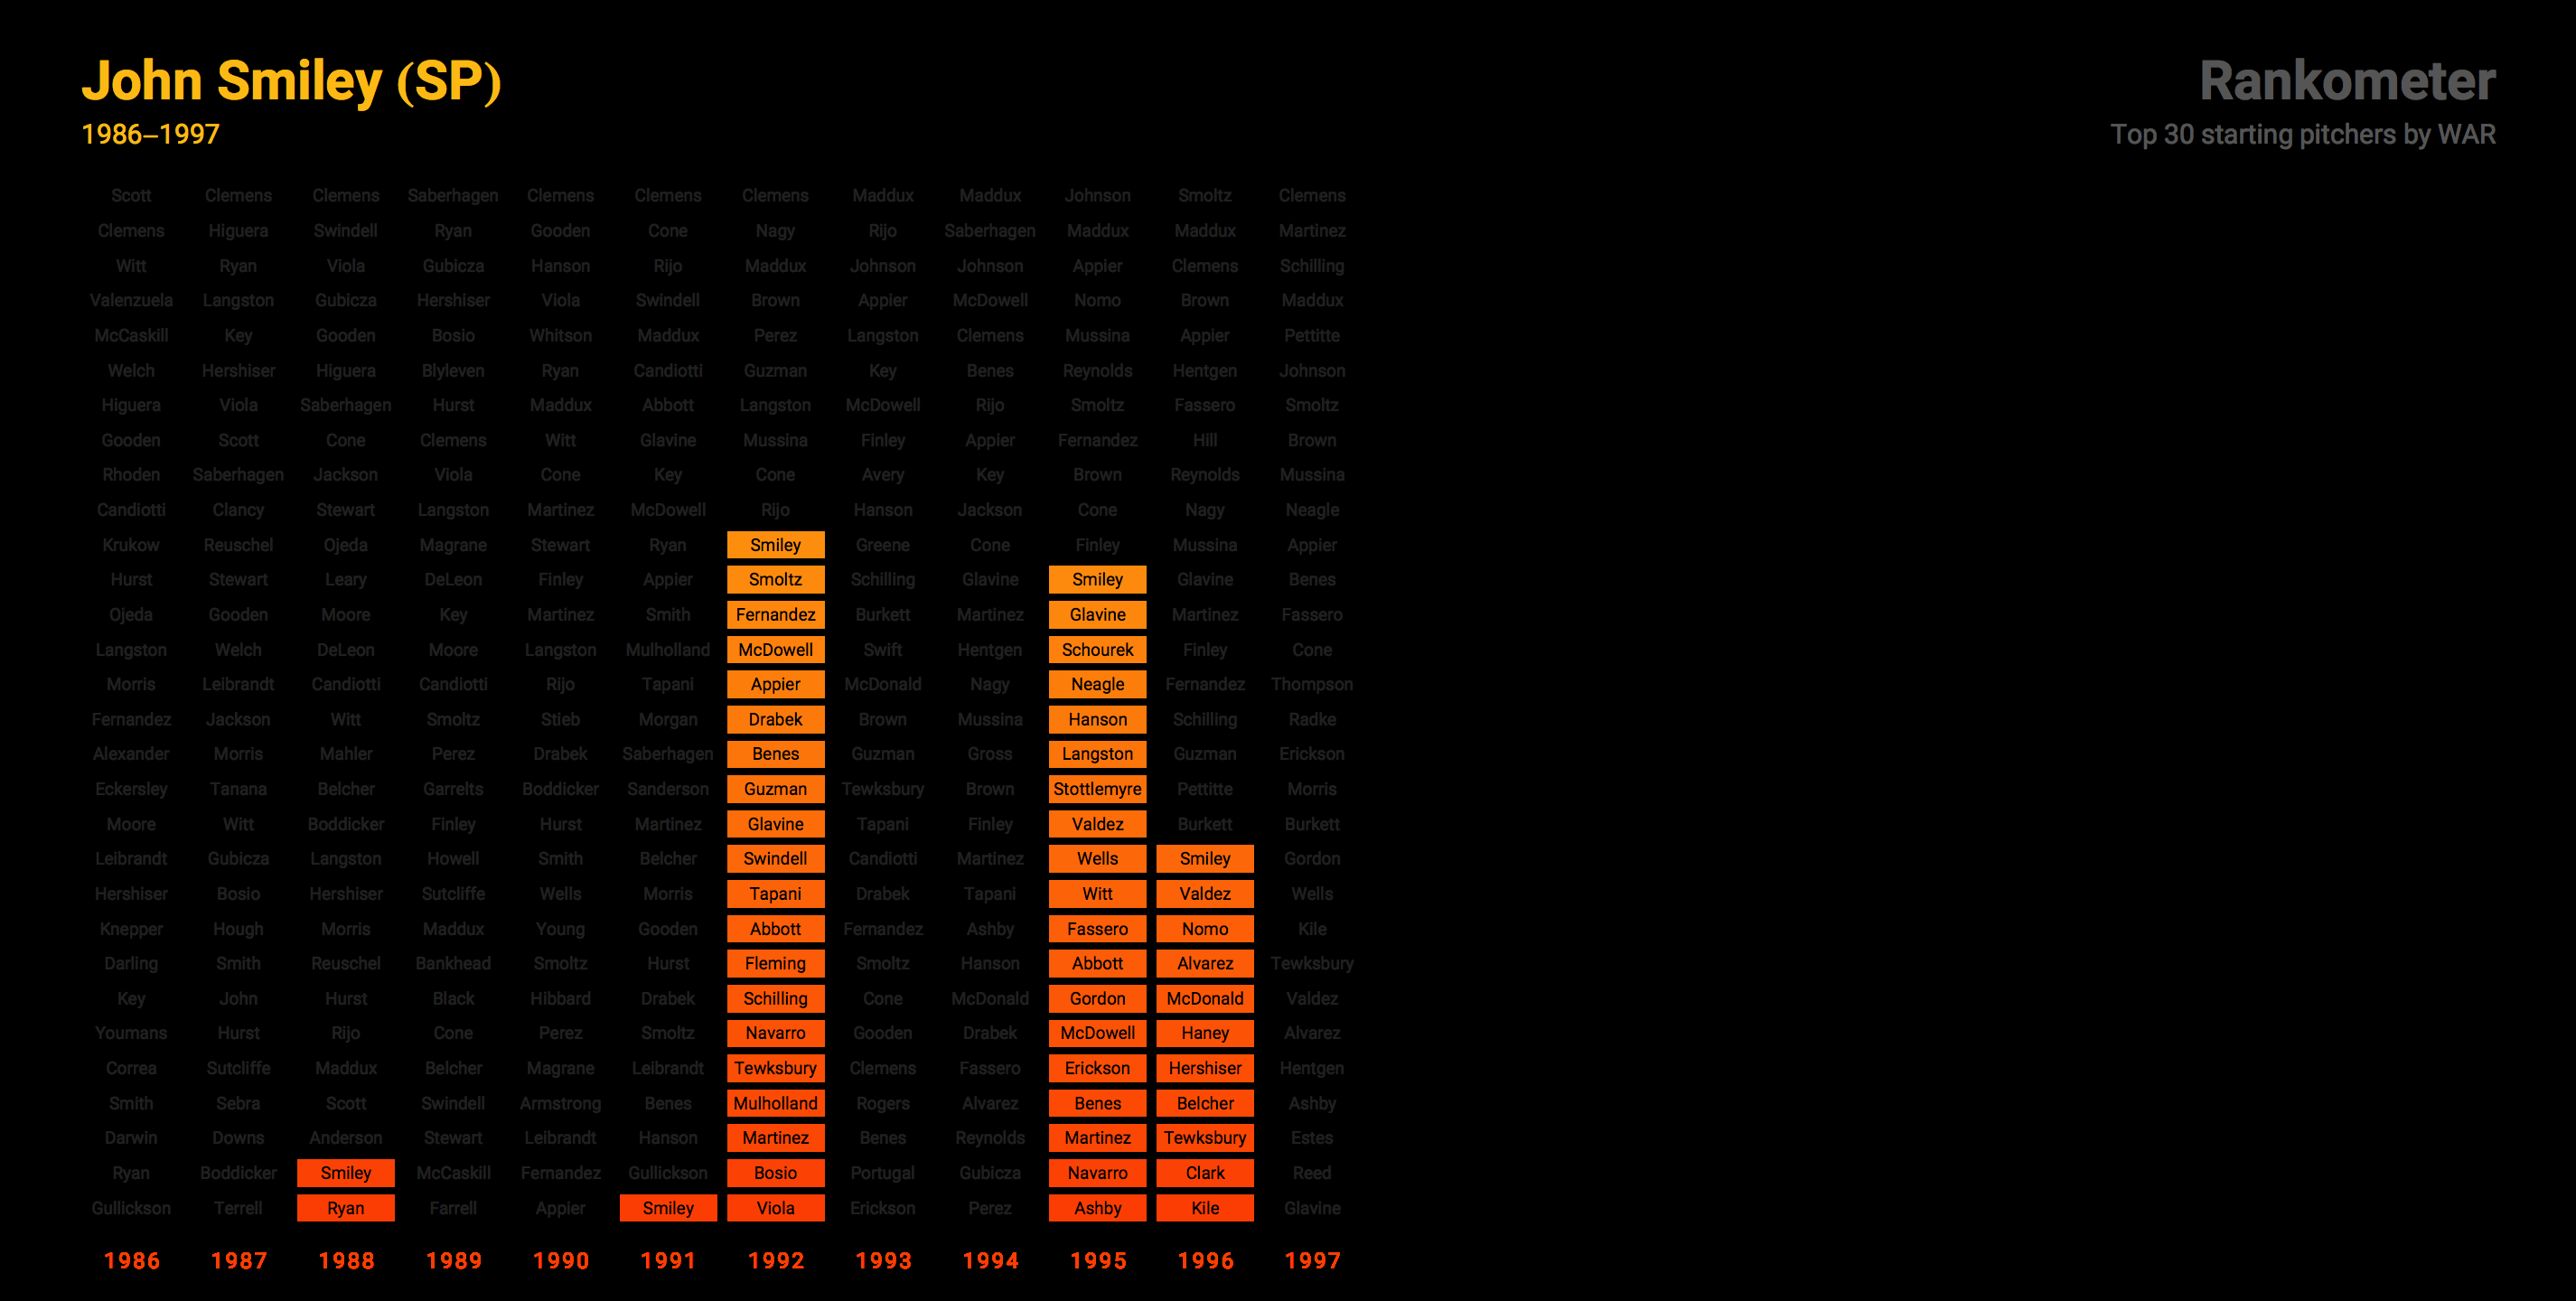 John Smiley (SP)
1986–1997
Rankometer
Top 30 starting pitchers by WAR
Scott Clemens Clemens Saberhagen Clemens Clemens Clemens Maddux Maddux Johnson Smoltz Clemens
Clemens Higuera Swindell Ryan Gooden Cone Nagy Rijo Saberhagen Maddux Maddux Martinez
Witt Ryan Viola Gubicza Hanson Rijo Maddux Johnson Johnson Appier Clemens Schilling
Valenzuela Langston Gubicza Hershiser Viola Swindell Brown Appier McDowell Nomo Brown Maddux
McCaskill Key Gooden Bosio Whitson Maddux Perez Langston Clemens Mussina Appier Pettitte
Welch Hershiser Higuera Blyleven Ryan Candiotti Guzman Key Benes Reynolds Hentgen Johnson
Higuera Viola Saberhagen Hurst Maddux Abbott Langston McDowell Rijo Smoltz Fassero Smoltz
Gooden Scott Cone Clemens Witt Glavine Mussina Finley Appier Fernandez Hill Brown
Rhoden Saberhagen Jackson Viola Cone Key Cone Avery Key Brown Reynolds Mussina
Candiotti Clancy Stewart Langston Martinez McDowell Rijo Hanson Jackson Cone Nagy Neagle
Krukow Reuschel Ojeda Magrane Stewart Ryan Smiley Greene Cone Finley Mussina Appier
Hurst Stewart Leary DeLeon Finley Appier Smoltz Schilling Glavine Smiley Glavine Benes
Ojeda Gooden Moore Key Martinez Smith Fernandez Burkett Martinez Glavine Martinez Fassero
Langston Welch DeLeon Moore Langston Mulholland McDowell Swift Hentgen Schourek Finley Cone
Morris Leibrandt Candiotti Candiotti Rijo Tapani Appier McDonald Nagy Neagle Fernandez Thompson
Fernandez Jackson Witt Smoltz Stieb Morgan Drabek Brown Mussina Hanson Schilling Radke
Alexander Morris Mahler Perez Drabek Saberhagen Benes Guzman Gross Langston Guzman Erickson
Eckersley Tanana Belcher Garrelts Boddicker Sanderson Guzman Tewksbury Brown Stottlemyre Pettitte Morris
Moore Witt Boddicker Finley Hurst Martinez Glavine Tapani Finley Valdez Burkett Burkett
Leibrandt Gubicza Langston Howell Smith Belcher Swindell Candiotti Martinez Wells Smiley Gordon
Hershiser Bosio Hershiser Sutcliffe Wells Morris Tapani Drabek Tapani Witt Valdez Wells
Knepper Hough Morris Maddux Young Gooden Abbott Fernandez Ashby Fassero Nomo Kile
Darling Smith Reuschel Bankhead Smoltz Hurst Fleming Smoltz Hanson Abbott Alvarez Tewksbury
Key John Hurst Black Hibbard Drabek Schilling Cone McDonald Gordon McDonald Valdez
Youmans Hurst Rijo Cone Perez Smoltz Navarro Gooden Drabek McDowell Haney Alvarez
Correa Sutcliffe Maddux Belcher Magrane Leibrandt Tewksbury Clemens Fassero Erickson Hershiser Hentgen
Smith Sebra Scott Swindell Armstrong Benes Mulholland Rogers Alvarez Benes Belcher Ashby
Darwin Downs Anderson Stewart Leibrandt Hanson Martinez Benes Reynolds Martinez Tewksbury Estes
Ryan Boddicker Smiley McCaskill Fernandez Gullickson Bosio Portugal Gubicza Navarro Clark Reed
Gullickson Terrell Ryan Farrell Appier Smiley Viola Erickson Perez Ashby Kile Glavine
1986 1987 1988 1989 1990 1991 1992 1993 1994 1995 1996 1997